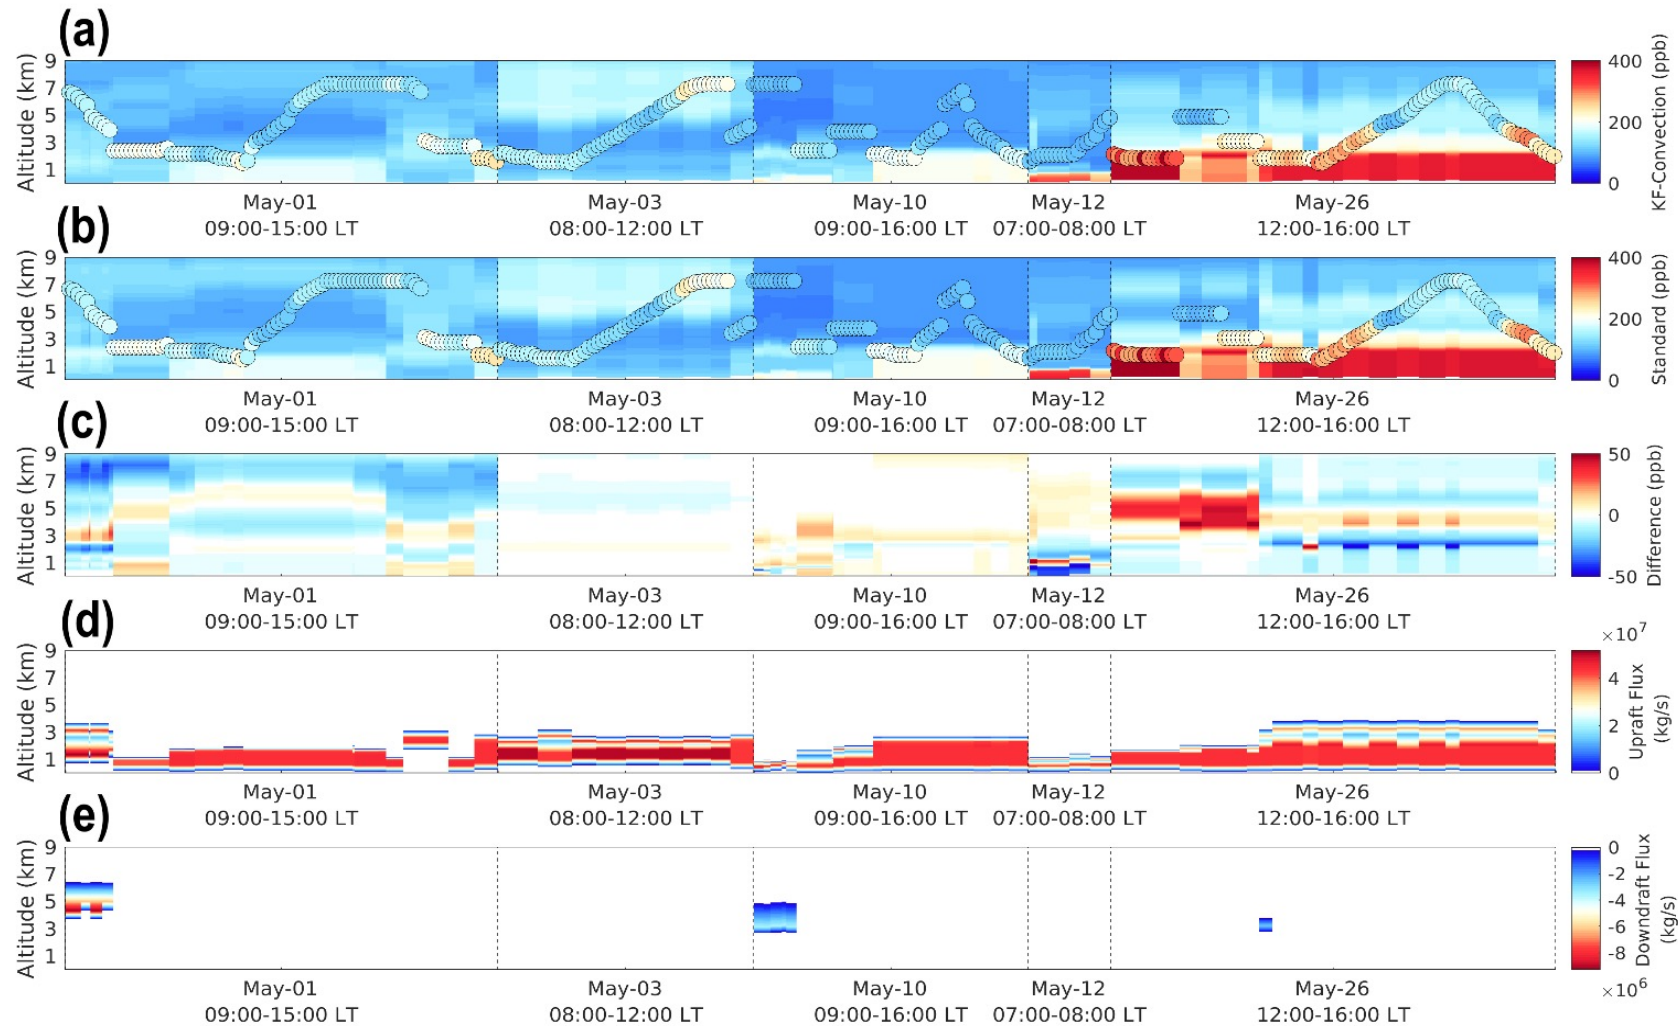 (a)
Altitude (km)
9
7
5
3
1
May-01
09:00-15:00 LT
May-03
08:00-12:00 LT
May-10
09:00-16:00 LT
May-12
07:00-08:00 LT
May-26
12:00-16:00 LT
400
200
0
KF-Convection (ppb)
(b)
Altitude (km)
9
7
5
3
1
May-01
09:00-15:00 LT
May-03
08:00-12:00 LT
May-10
09:00-16:00 LT
May-12
07:00-08:00 LT
May-26
12:00-16:00 LT
400
200
0
Standard (ppb)
(c)
Altitude (km)
9
7
5
3
1
May-01
09:00-15:00 LT
May-03
08:00-12:00 LT
May-10
09:00-16:00 LT
May-12
07:00-08:00 LT
May-26
12:00-16:00 LT
50
0
-50
Difference (ppb)
(d)
Altitude (km)
9
7
5
3
1
May-01
09:00-15:00 LT
May-03
08:00-12:00 LT
May-10
09:00-16:00 LT
May-12
07:00-08:00 LT
May-26
12:00-16:00 LT
×10⁷
4
2
0
Upraft Flux
(kg/s)
(e)
Altitude (km)
9
7
5
3
1
May-01
09:00-15:00 LT
May-03
08:00-12:00 LT
May-10
09:00-16:00 LT
May-12
07:00-08:00 LT
May-26
12:00-16:00 LT
0
-2
-4
-6
-8
×10⁶
Downdraft Flux
(kg/s)